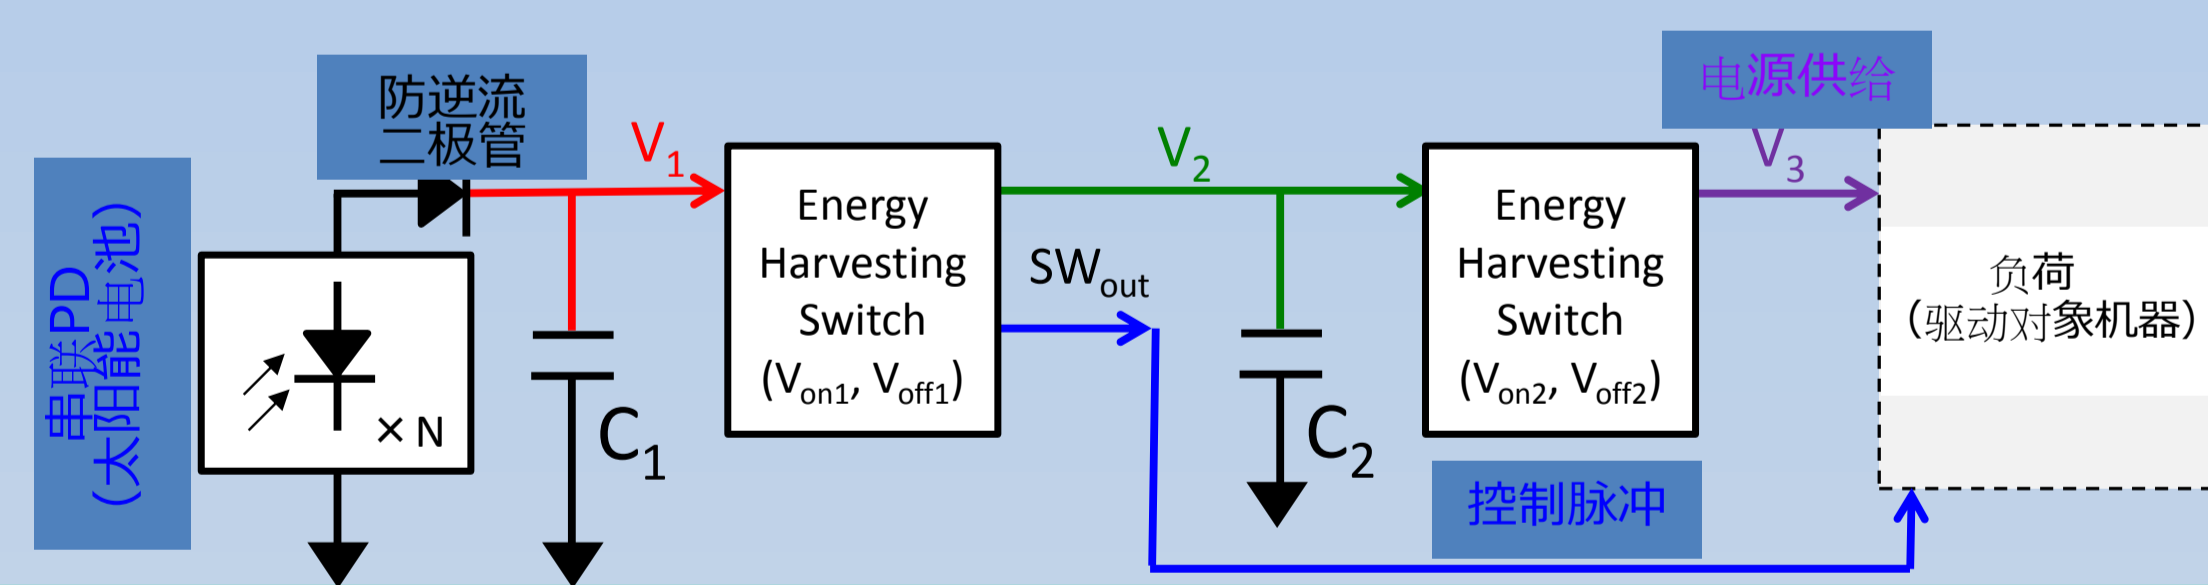 防逆流
二极管
串联PD
(太阳能电池)
× N
V1
C1
Energy
Harvesting
Switch
(Von1, Voff1)
SWout
V2
C2
Energy
Harvesting
Switch
(Von2, Voff2)
控制脉冲
电源供给
V3
负荷
（驱动对象机器）